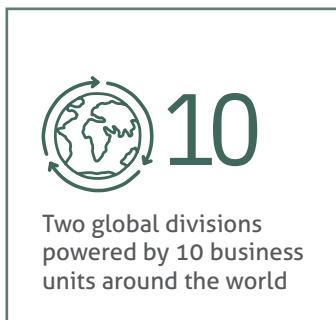 10
Two global divisions
powered by 10 business
units around the world